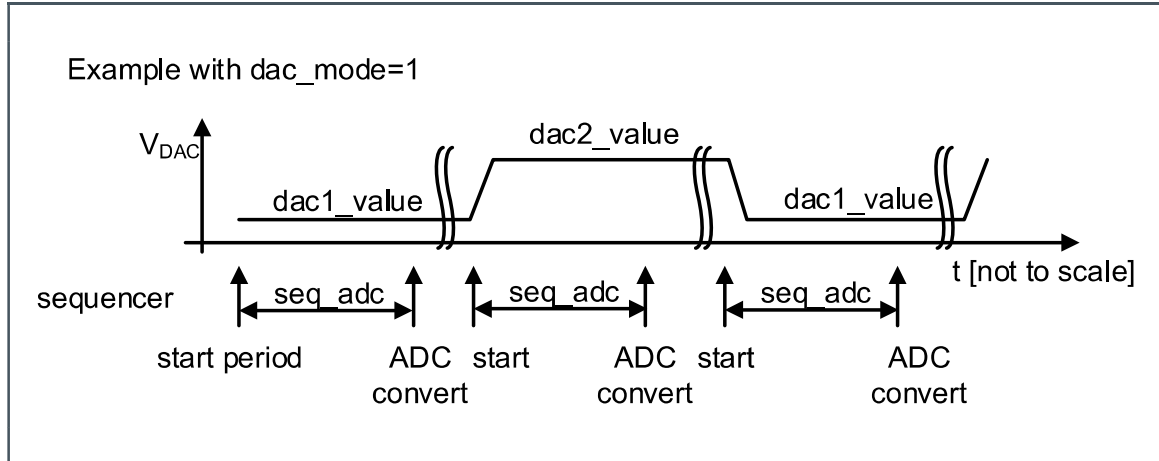 Example with dac_mode=1
V_DAC
dac2_value
dac1_value
dac1_value
t [not to scale]
sequencer
seq_adc
seq_adc
seq_adc
start period
ADC
convert
start
ADC
convert
start
ADC
convert